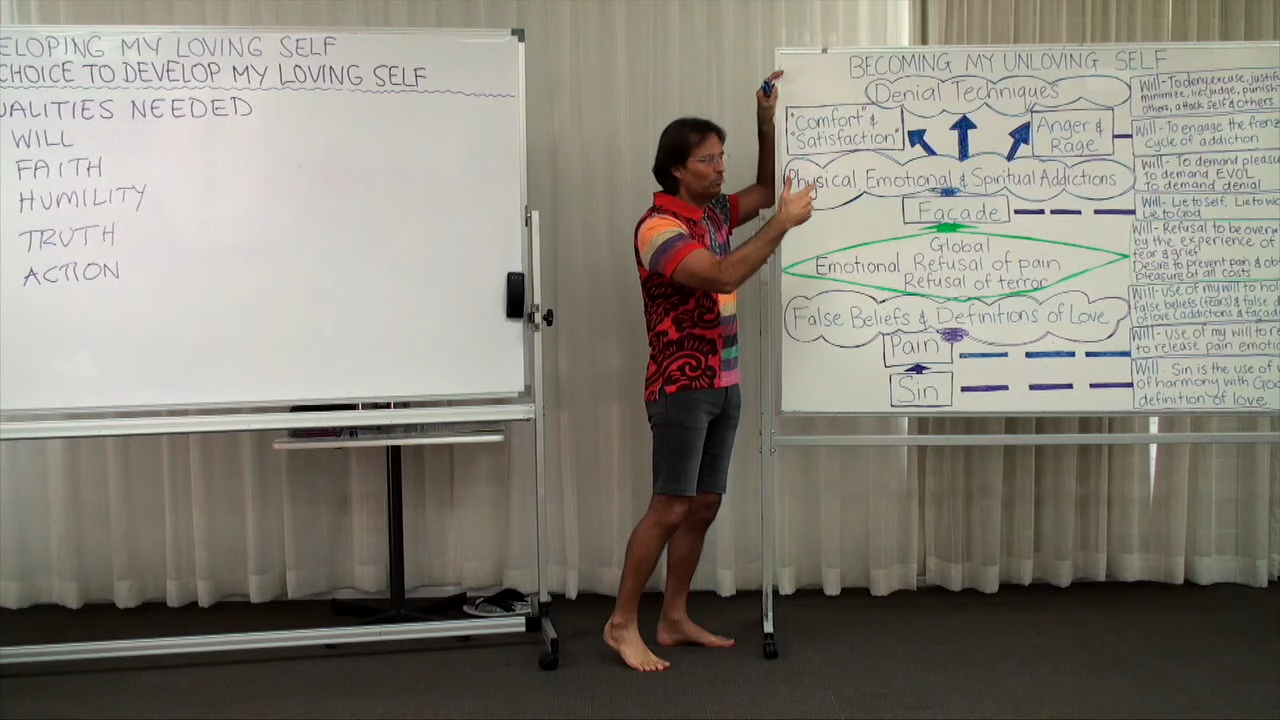 ELOPING MY LOVING SELF
CHOICE TO DEVELOP MY LOVING SELF
UALITIES NEEDED
WILL
FAITH
HUMILITY
TRUTH
ACTION
BECOMING MY UNLOVING SELF
Denial Techniques
"Comfort" &
"Satisfaction"
Anger &
Rage
Physical Emotional & Spiritual Addictions
Façade
Global
Emotional Refusal of pain
Refusal of terror
False Beliefs & Definitions of Love
Pain
Sin
Will - To deny, excuse, justif
minimize, lie, judge, punish
others, attack self & others
Will - To engage the fren
cycle of addiction
Will - To demand pleasu
To demand EVOL
To demand denial
Will - Lie to Self, Lie to wo
Lie to God
Will - Refusal to be over
by the experience of
fear & grief
Desire to prevent pain & ob
pleasure at all costs
Will - use of my will to hol
false beliefs (fears) & false d
of love (addictions & façad
Will - use of my will to r
to release pain emotio
Will - Sin is the use of
of harmony with God
definition of love